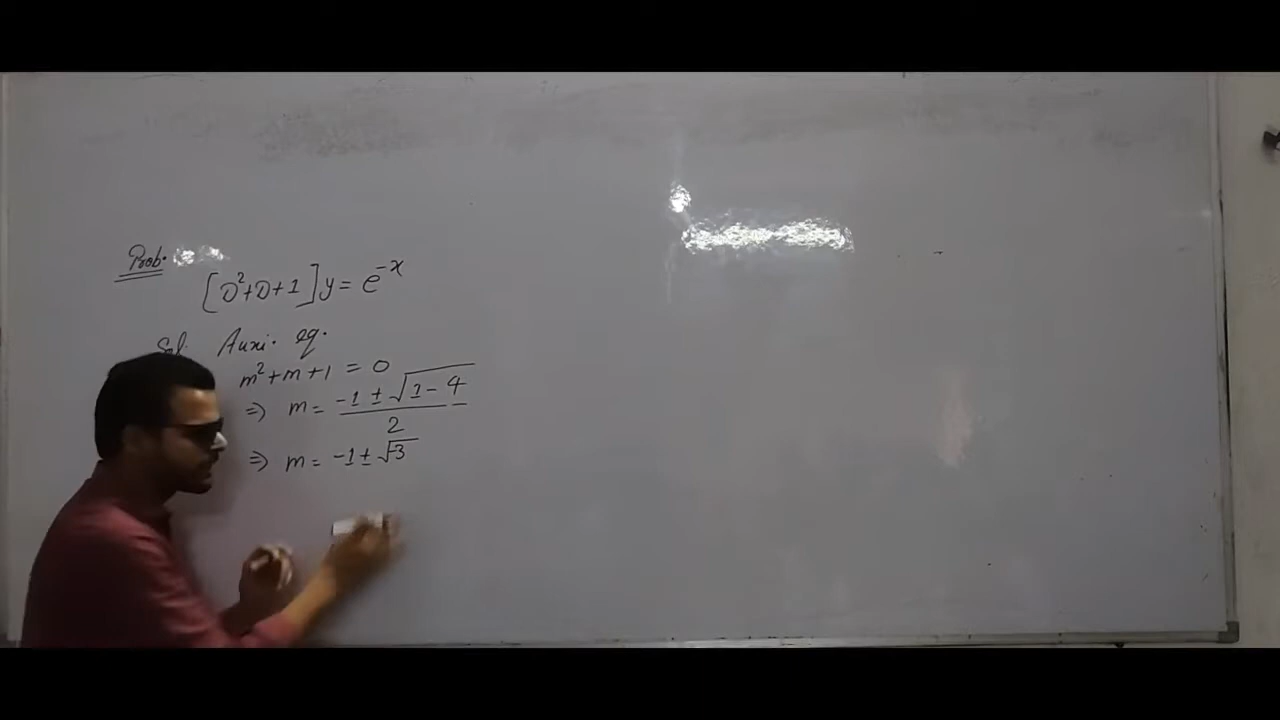 Prob.
[D²+D+1]y = e⁻ˣ
Sol. Auxi. eq.
m²+m+1 = 0
⇒ m = (-1 ± √(1-4))/2
⇒ m = -1 ± √-3